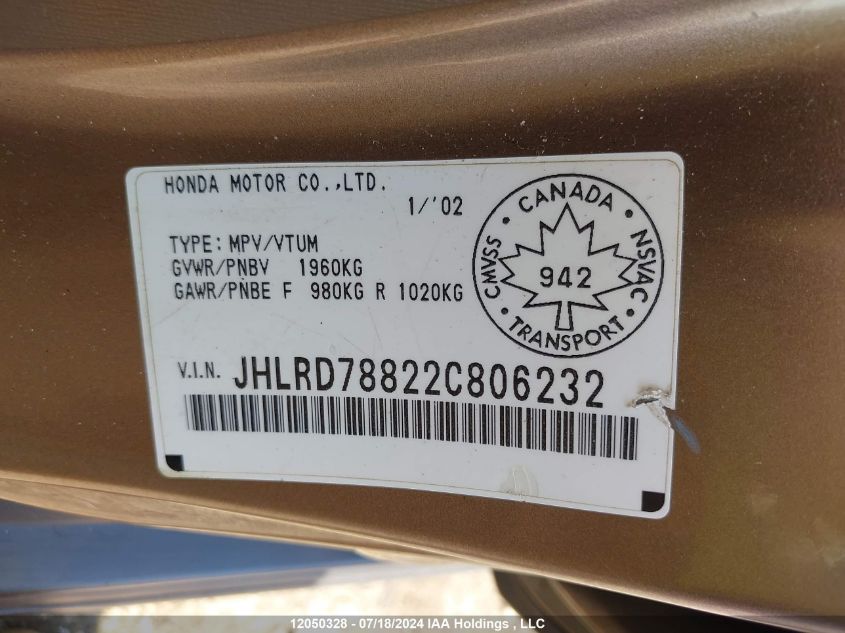 HONDA MOTOR CO.,LTD.
1/'02
TYPE: MPV/VTUM
GVWR/PNBV 1960KG
GAWR/PNBE F 980KG R 1020KG
CANADA
CMVSS • NSVAC
942
TRANSPORT
V.I.N. JHLRD78822C806232
12050328 - 07/18/2024 IAA Holdings , LLC